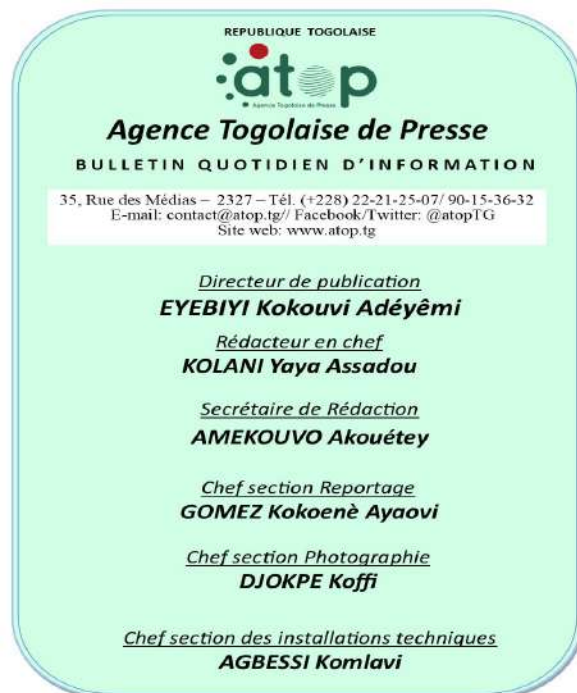 REPUBLIQUE TOGOLAISE
atop
Agence Togolaise de Presse
Agence Togolaise de Presse
BULLETIN QUOTIDIEN D'INFORMATION
35, Rue des Médias – 2327 – Tél. (+228) 22-21-25-07/ 90-15-36-32
E-mail: contact@atop.tg// Facebook/Twitter: @atopTG
Site web: www.atop.tg
Directeur de publication
EYEBIYI Kokouvi Adéyêmi
Rédacteur en chef
KOLANI Yaya Assadou
Secrétaire de Rédaction
AMEKOUVO Akouétey
Chef section Reportage
GOMEZ Kokoenè Ayaovi
Chef section Photographie
DJOKPE Koffi
Chef section des installations techniques
AGBESSI Komlavi